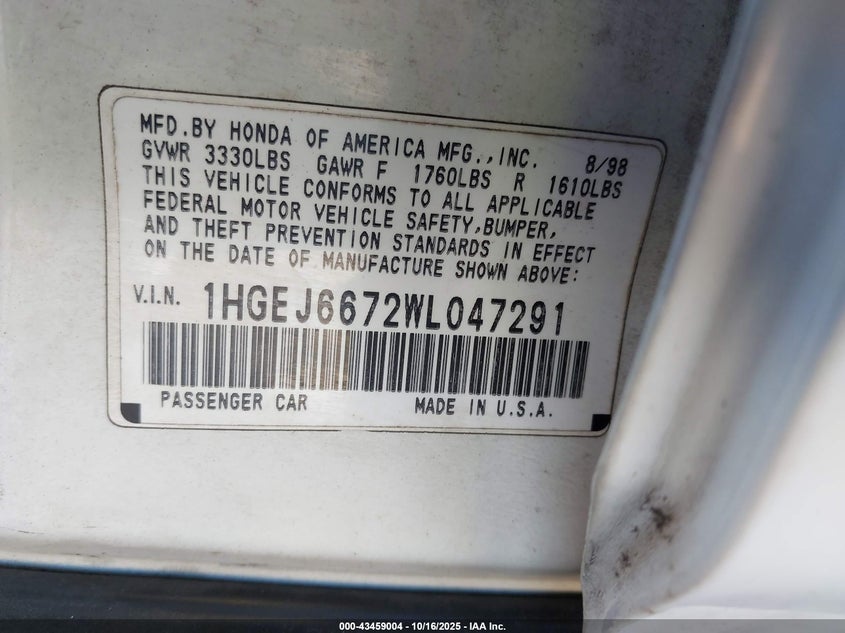 MFD.BY HONDA OF AMERICA MFG.,INC. 8/98
GVWR 3330LBS GAWR F 1760LBS R 1610LBS
THIS VEHICLE CONFORMS TO ALL APPLICABLE
FEDERAL MOTOR VEHICLE SAFETY,BUMPER,
AND THEFT PREVENTION STANDARDS IN EFFECT
ON THE DATE OF MANUFACTURE SHOWN ABOVE:
V.I.N. 1HGEJ6672WL047291
PASSENGER CAR MADE IN U.S.A.
000-43459004 | 10/16/2025 | IAA Inc.